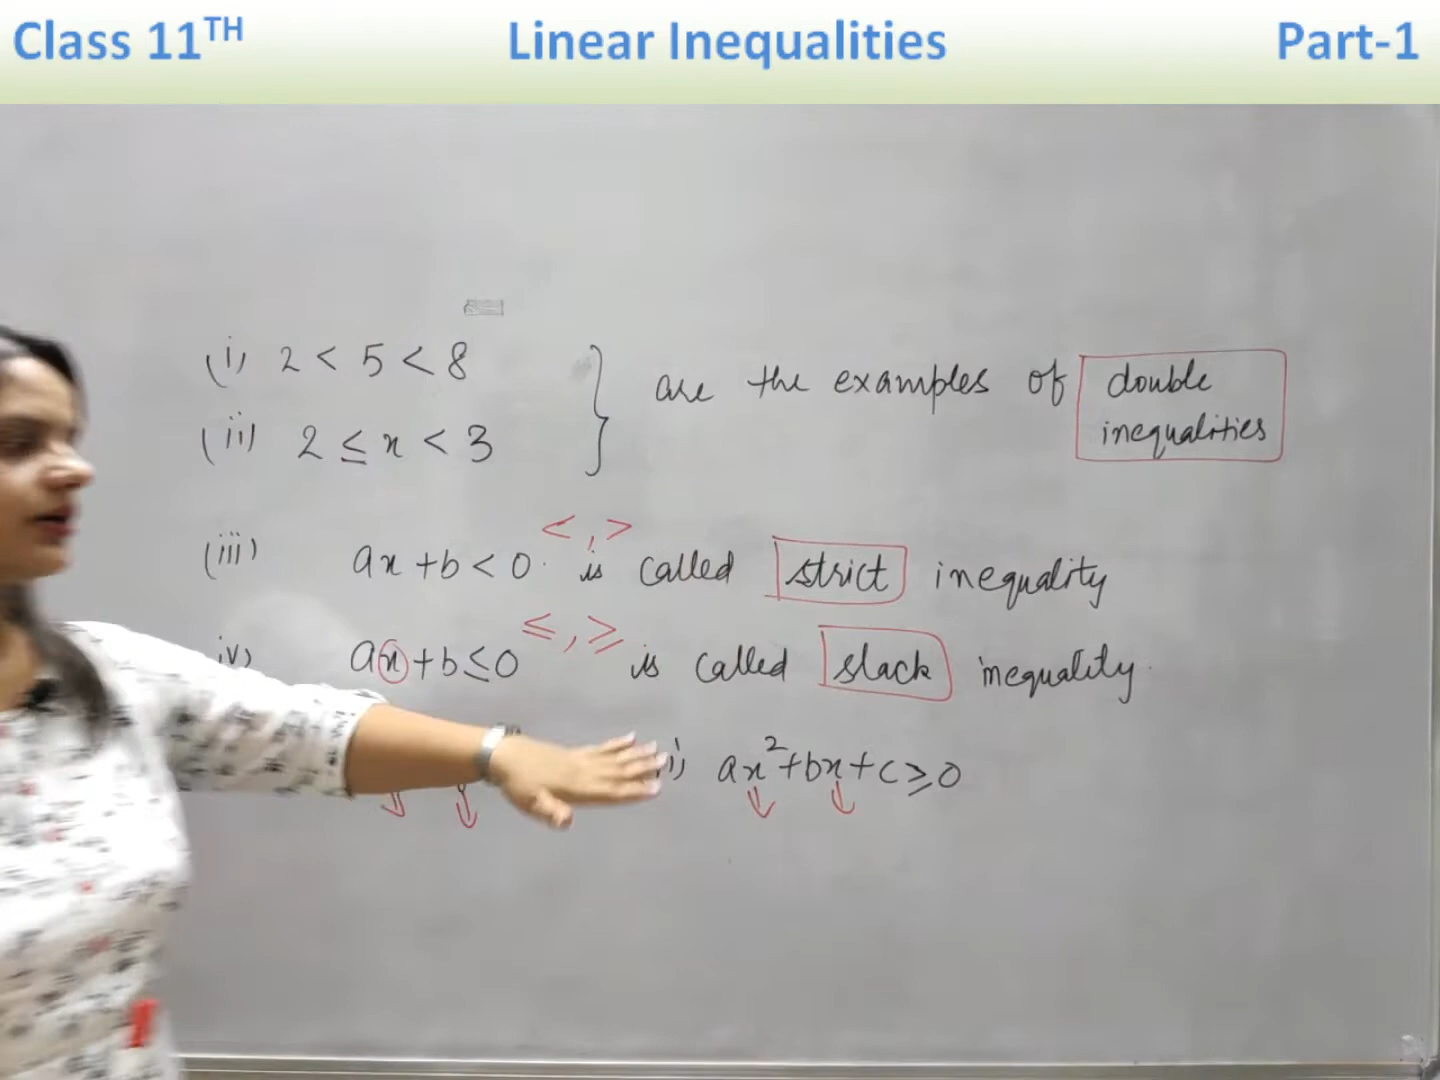 Class 11TH Linear Inequalities Part-1
(i) 2 < 5 < 8
(ii) 2 ≤ x < 3
} are the examples of double inequalities
<, >
(iii) ax + b < 0 is called strict inequality
≤, ≥
iv) ax + b ≤ 0 is called slack inequality
i) ax² + bx + c ≥ 0